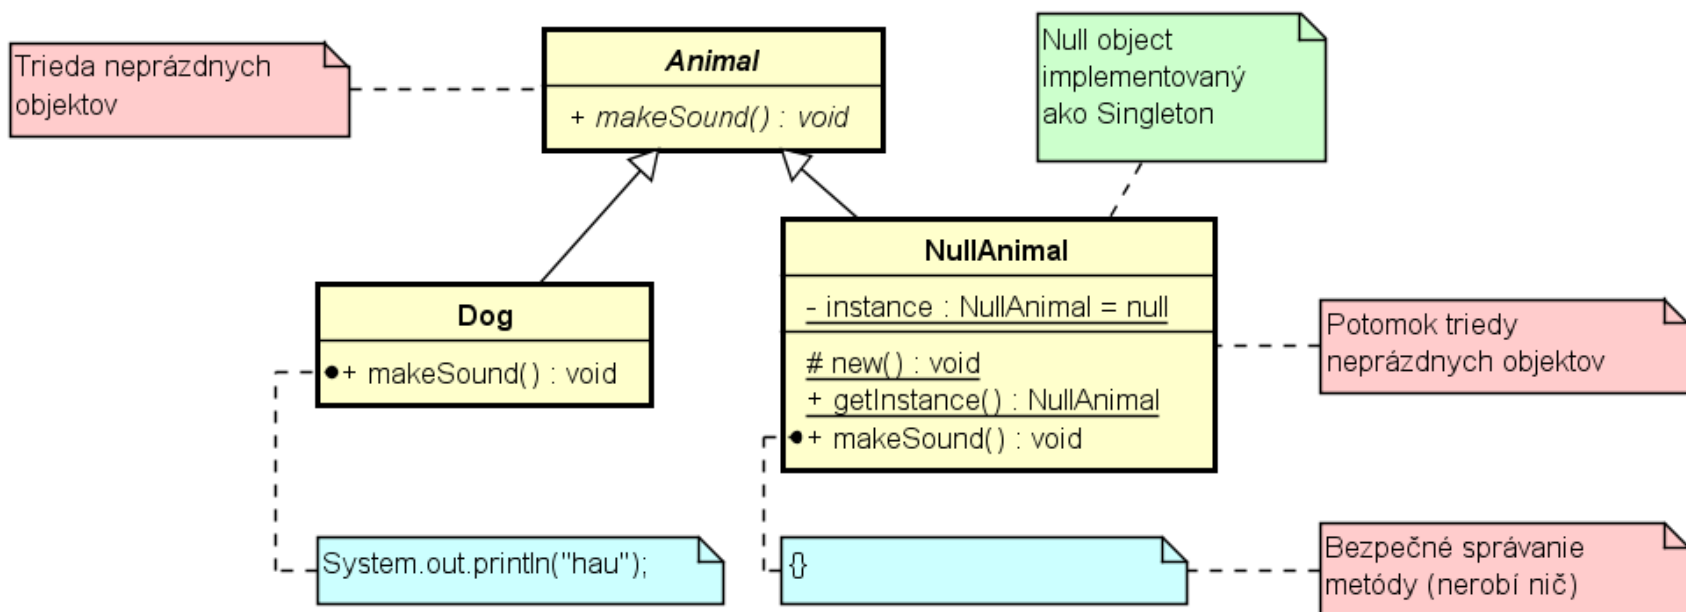 Trieda neprázdnych
objektov
Animal
+ makeSound() : void
Null object
implementovaný
ako Singleton
Dog
+ makeSound() : void
NullAnimal
- instance : NullAnimal = null
# new() : void
+ getInstance() : NullAnimal
+ makeSound() : void
Potomok triedy
neprázdnych objektov
System.out.println("hau");
{}
Bezpečné správanie
metódy (nerobí nič)